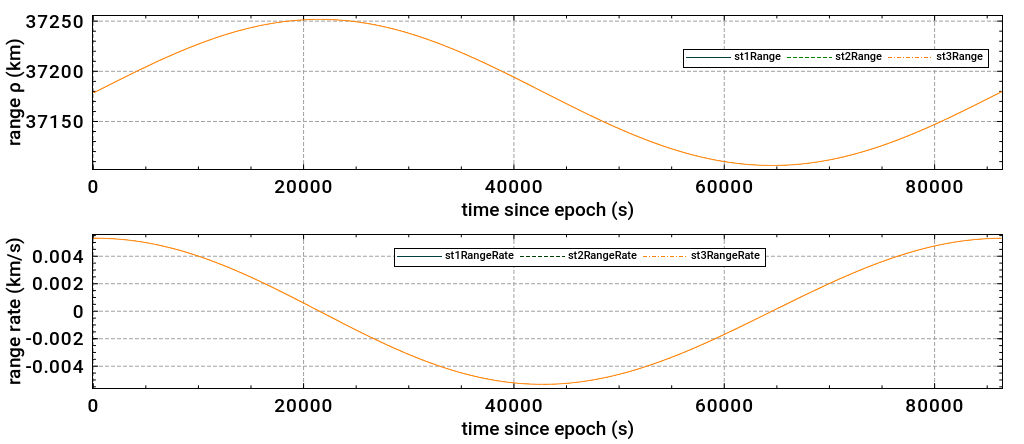 range ρ (km)
37250
37200
37150
st1Range st2Range st3Range
0 20000 40000 60000 80000
time since epoch (s)
range rate (km/s)
0.004
0.002
0
-0.002
-0.004
st1RangeRate st2RangeRate st3RangeRate
0 20000 40000 60000 80000
time since epoch (s)